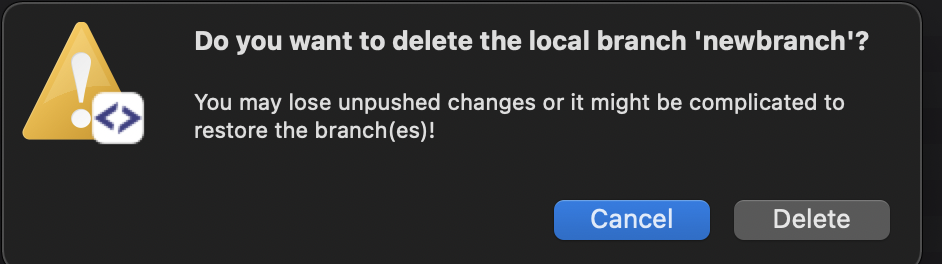 Do you want to delete the local branch 'newbranch'?
You may lose unpushed changes or it might be complicated to
restore the branch(es)!
Cancel
Delete